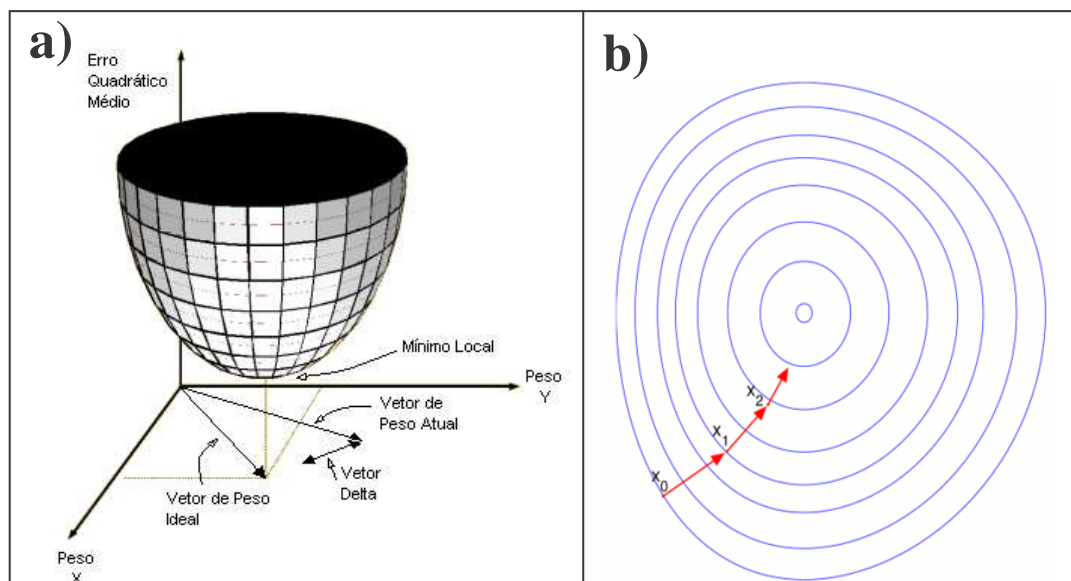 a)
Erro
Quadrático
Médio
Mínimo Local
Peso
Y
Vetor de
Peso Atual
Vetor
Delta
Vetor de Peso
Ideal
Peso
X
b)
X2
X1
X0